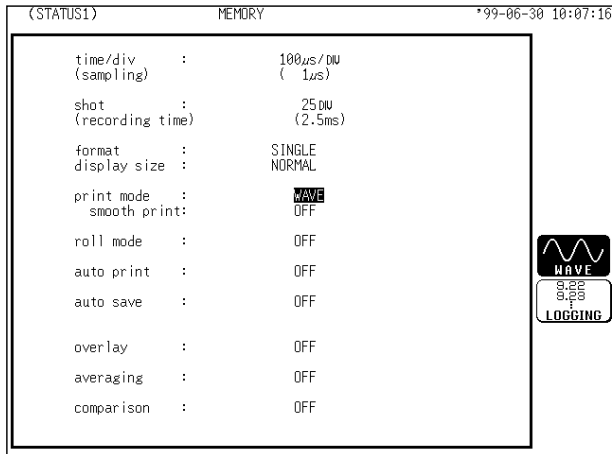 (STATUS1) MEMORY '99-06-30 10:07:16
time/div : 100µs/DIV
(sampling) ( 1µs)
shot : 25DIV
(recording time) (2.5ms)
format : SINGLE
display size : NORMAL
print mode : WAVE
smooth print: OFF
roll mode : OFF
auto print : OFF
auto save : OFF
overlay : OFF
averaging : OFF
comparison : OFF
WAVE
9.22
9.23
LOGGING